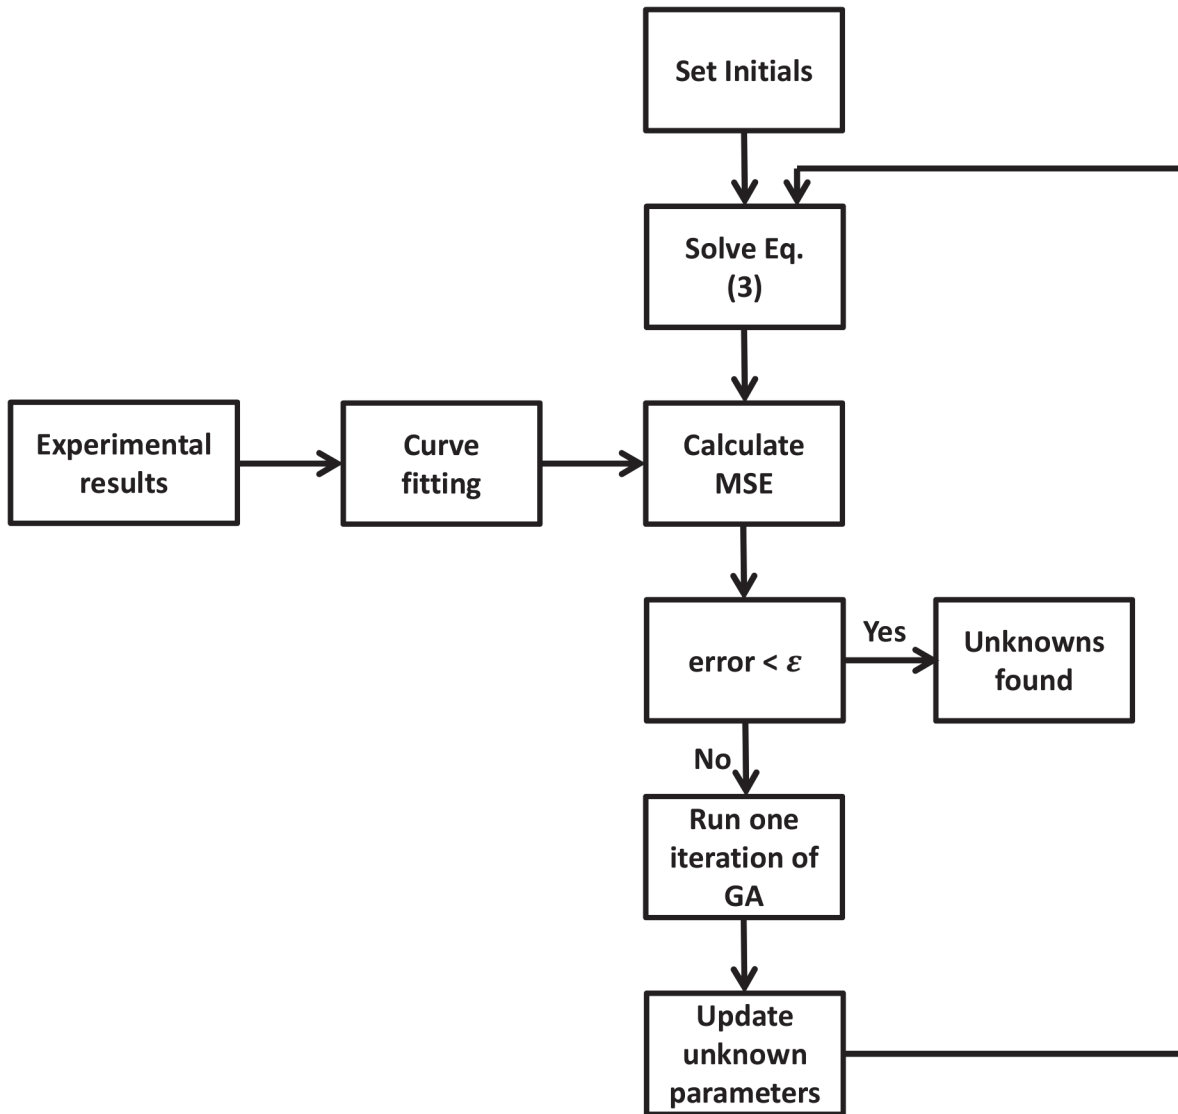 Set Initials
Solve Eq.
(3)
Experimental
results
Curve
fitting
Calculate
MSE
error < ε
Yes
Unknowns
found
No
Run one
iteration of
GA
Update
unknown
parameters